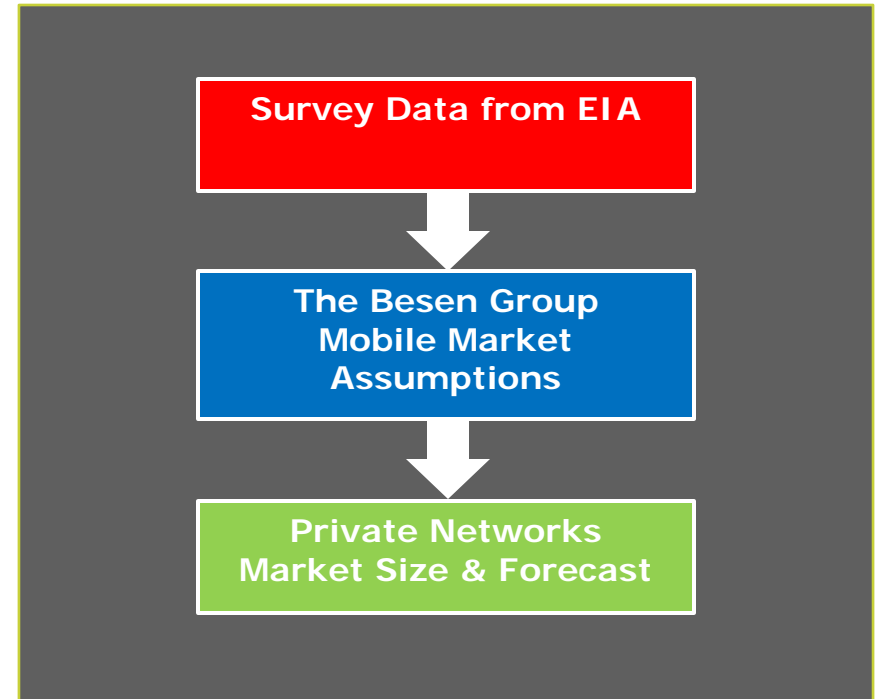 Survey Data from EIA
The Besen Group
Mobile Market
Assumptions
Private Networks
Market Size & Forecast